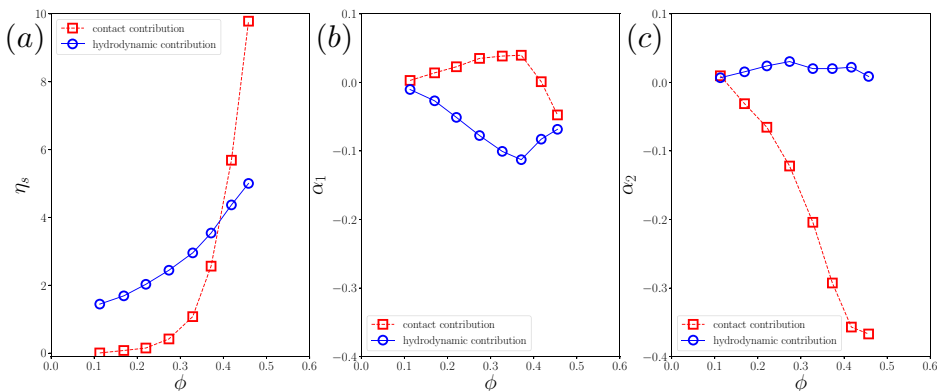 (a)
contact contribution
hydrodynamic contribution
10
8
6
4
2
0
η_s
0.0 0.1 0.2 0.3 0.4 0.5 0.6
ϕ
(b)
0.1
0.0
−0.1
−0.2
−0.3
−0.4
α_1
contact contribution
hydrodynamic contribution
0.0 0.1 0.2 0.3 0.4 0.5 0.6
ϕ
(c)
0.1
0.0
−0.1
−0.2
−0.3
−0.4
α_2
contact contribution
hydrodynamic contribution
0.0 0.1 0.2 0.3 0.4 0.5 0.6
ϕ